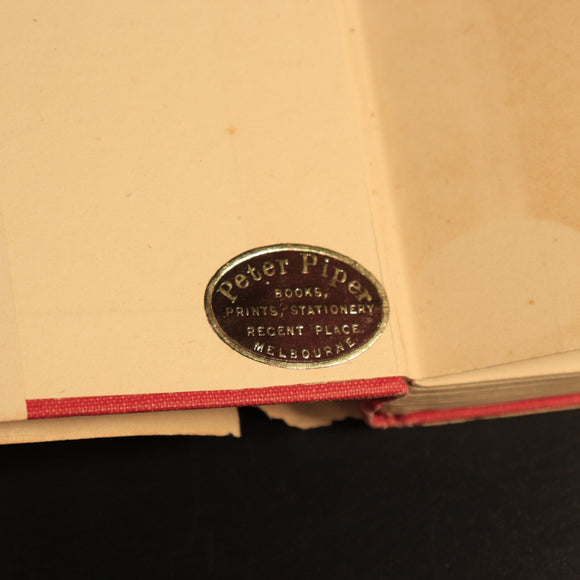 Peter Piper
BOOKS,
PRINTS, STATIONERY
REGENT PLACE
MELBOURNE